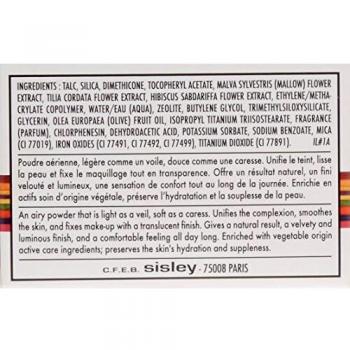 INGREDIENTS : TALC, SILICA, DIMETHICONE, TOCOPHERYL ACETATE, MALVA SYLVESTRIS (MALLOW) FLOWER
EXTRACT, TILIA CORDATA FLOWER EXTRACT, HIBISCUS SABDARIFFA FLOWER EXTRACT, ETHYLENE/METHA-
CRYLATE COPOLYMER, WATER/EAU (AQUA), ZEOLITE, BUTYLENE GLYCOL, TRIMETHYLSILOXYSILICATE,
GLYCERIN, OLEA EUROPAEA (OLIVE) FRUIT OIL, ISOPROPYL TITANIUM TRIISOSTEARATE, FRAGRANCE
(PARFUM), CHLORPHENESIN, DEHYDROACETIC ACID, POTASSIUM SORBATE, SODIUM BENZOATE, MICA
(CI 77019), IRON OXIDES (CI 77491, CI 77492, CI 77499), TITANIUM DIOXIDE (CI 77891). IL#1A
Poudre aérienne, légère comme un voile, douce comme une caresse. Unifie le teint, lisse
la peau et fixe le maquillage tout en transparence. Offre un résultat naturel, un fini
velouté et lumineux, une sensation de confort tout au long de la journée. Enrichie en
actifs soin d'origine végétale, préserve l'hydratation et la souplesse de la peau.
An airy powder that is light as a veil, soft as a caress. Unifies the complexion, smoothes
the skin, and fixes make-up with a translucent finish. Gives a natural result, a velvety and
luminous finish, and a comfortable feeling all day long. Enriched in vegetable origin
active care ingredients; preserves the skin's hydration and suppleness.
C.F.E.B. sisley - 75008 PARIS